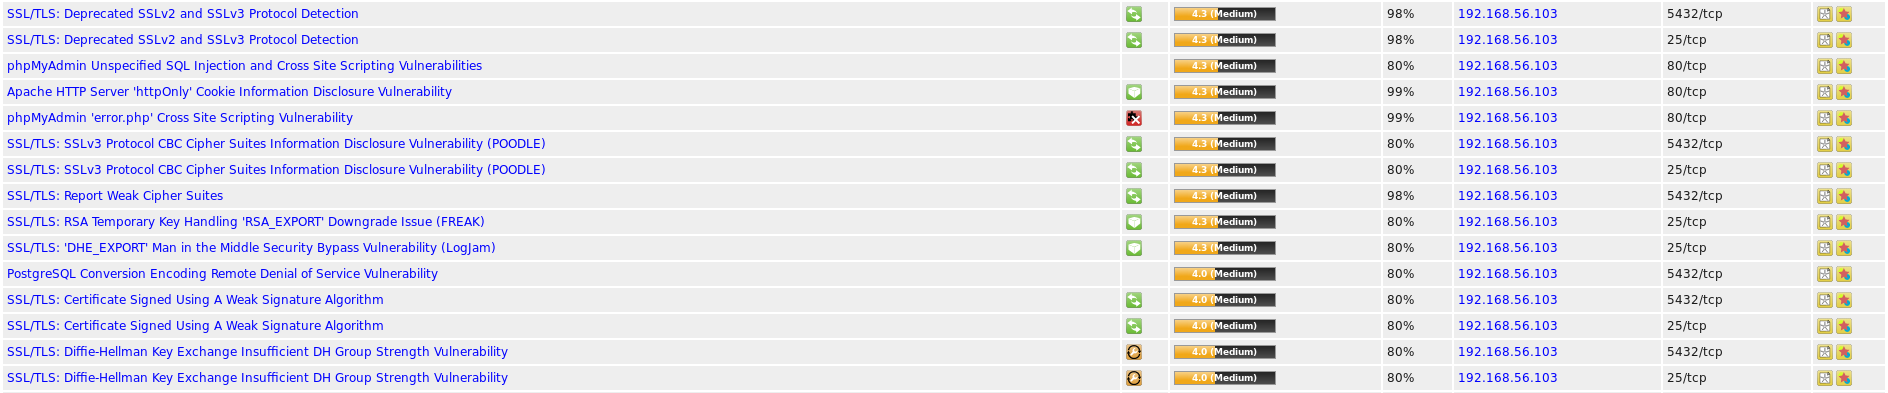 SSL/TLS: Deprecated SSLv2 and SSLv3 Protocol Detection 4.3 (Medium) 98% 192.168.56.103 5432/tcp
SSL/TLS: Deprecated SSLv2 and SSLv3 Protocol Detection 4.3 (Medium) 98% 192.168.56.103 25/tcp
phpMyAdmin Unspecified SQL Injection and Cross Site Scripting Vulnerabilities 4.3 (Medium) 80% 192.168.56.103 80/tcp
Apache HTTP Server 'httpOnly' Cookie Information Disclosure Vulnerability 4.3 (Medium) 99% 192.168.56.103 80/tcp
phpMyAdmin 'error.php' Cross Site Scripting Vulnerability 4.3 (Medium) 99% 192.168.56.103 80/tcp
SSL/TLS: SSLv3 Protocol CBC Cipher Suites Information Disclosure Vulnerability (POODLE) 4.3 (Medium) 80% 192.168.56.103 5432/tcp
SSL/TLS: SSLv3 Protocol CBC Cipher Suites Information Disclosure Vulnerability (POODLE) 4.3 (Medium) 80% 192.168.56.103 25/tcp
SSL/TLS: Report Weak Cipher Suites 4.3 (Medium) 98% 192.168.56.103 5432/tcp
SSL/TLS: RSA Temporary Key Handling 'RSA_EXPORT' Downgrade Issue (FREAK) 4.3 (Medium) 80% 192.168.56.103 25/tcp
SSL/TLS: 'DHE_EXPORT' Man in the Middle Security Bypass Vulnerability (LogJam) 4.3 (Medium) 80% 192.168.56.103 25/tcp
PostgreSQL Conversion Encoding Remote Denial of Service Vulnerability 4.0 (Medium) 80% 192.168.56.103 5432/tcp
SSL/TLS: Certificate Signed Using A Weak Signature Algorithm 4.0 (Medium) 80% 192.168.56.103 5432/tcp
SSL/TLS: Certificate Signed Using A Weak Signature Algorithm 4.0 (Medium) 80% 192.168.56.103 25/tcp
SSL/TLS: Diffie-Hellman Key Exchange Insufficient DH Group Strength Vulnerability 4.0 (Medium) 80% 192.168.56.103 5432/tcp
SSL/TLS: Diffie-Hellman Key Exchange Insufficient DH Group Strength Vulnerability 4.0 (Medium) 80% 192.168.56.103 25/tcp